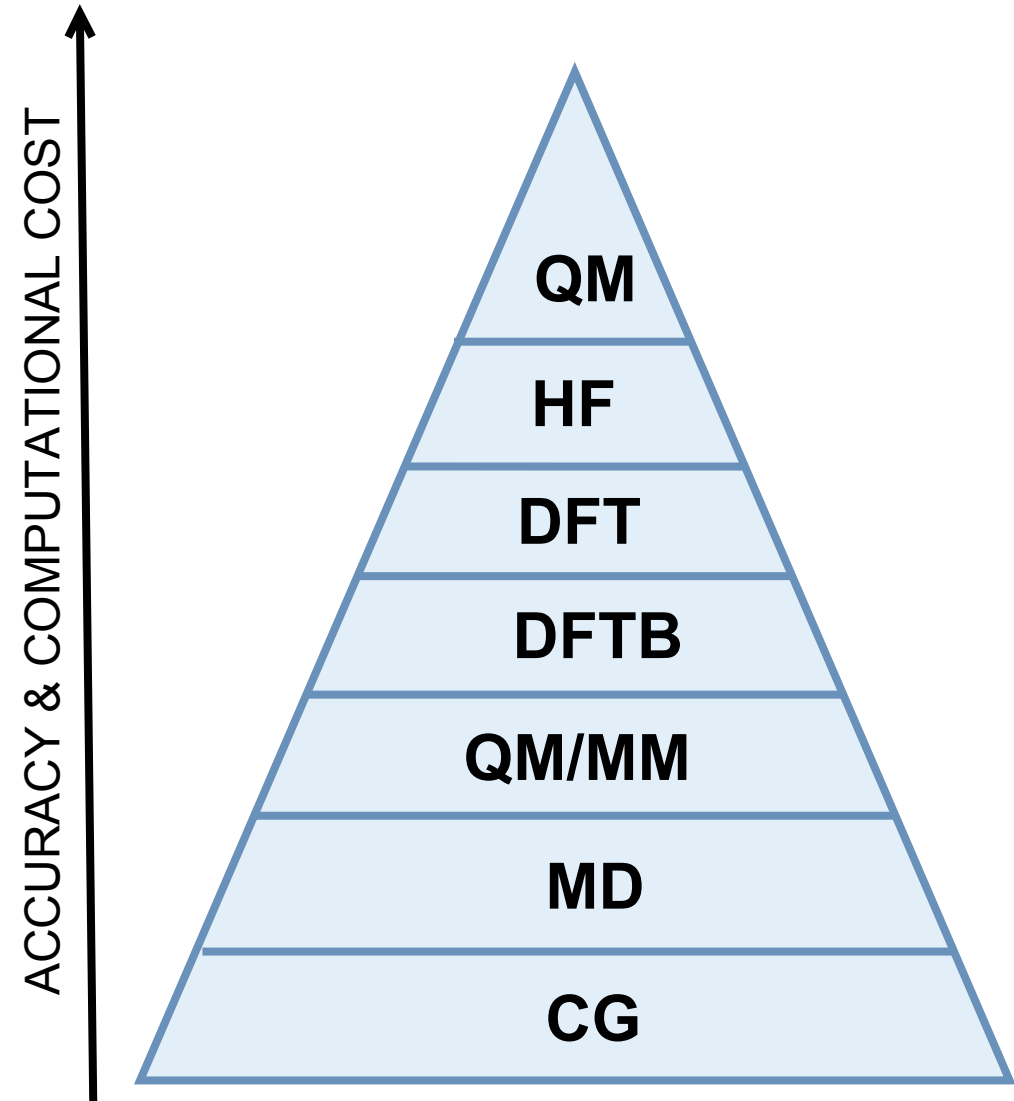 ACCURACY & COMPUTATIONAL COST
QM
HF
DFT
DFTB
QM/MM
MD
CG